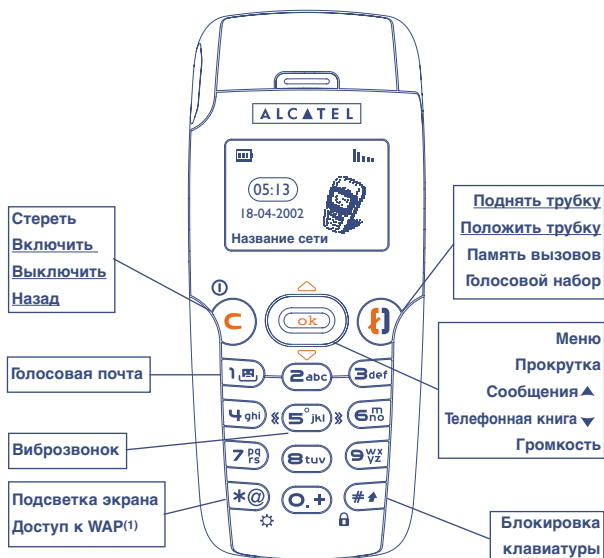 ALCATEL
05:13
18-04-2002
Название сети
Стереть
Включить
Выключить
Назад
Поднять трубку
Положить трубку
Память вызовов
Голосовой набор
C
ok
Меню
Прокрутка
Сообщения▲
Телефонная книга▼
Громкость
Голосовая почта
1
2abc
3def
4ghi
5jkl
6mno
Виброзвонок
7pqrs
8tuv
9wxyz
Подсветка экрана
Доступ к WAP(1)
*@
0.+
#
Блокировка
клавиатуры